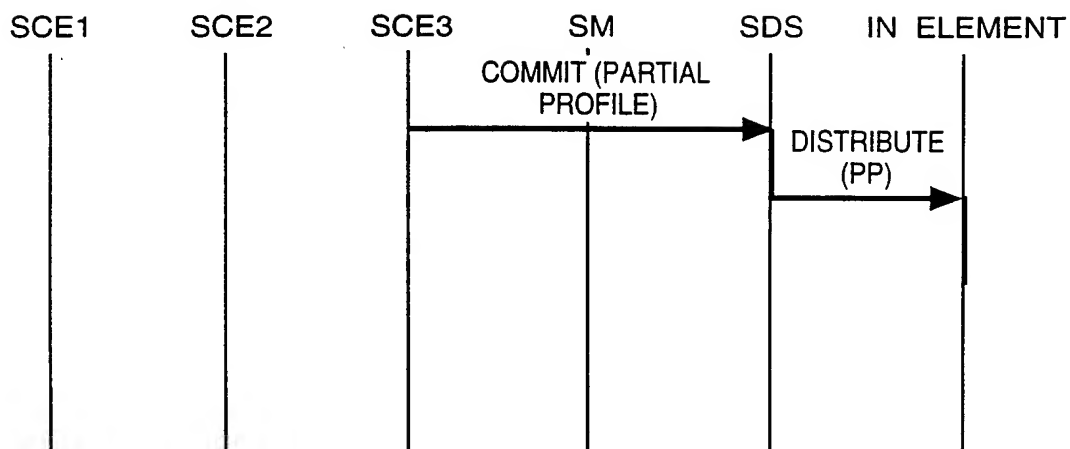 SCE1 SCE2 SCE3 SM SDS IN ELEMENT
COMMIT (PARTIAL
PROFILE)
DISTRIBUTE
(PP)